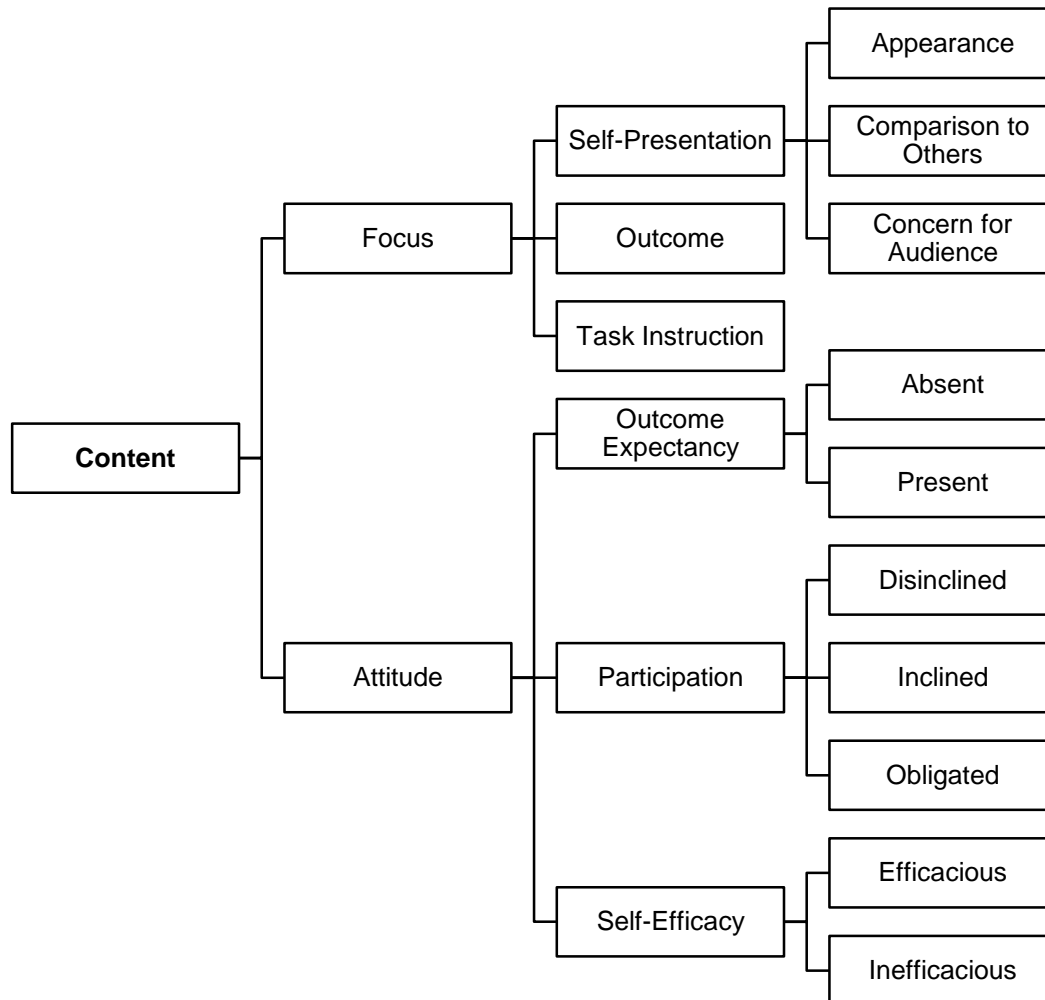 Content
Focus
Self-Presentation
Appearance
Comparison to
Others
Concern for
Audience
Outcome
Task Instruction
Attitude
Outcome
Expectancy
Absent
Present
Participation
Disinclined
Inclined
Obligated
Self-Efficacy
Efficacious
Inefficacious